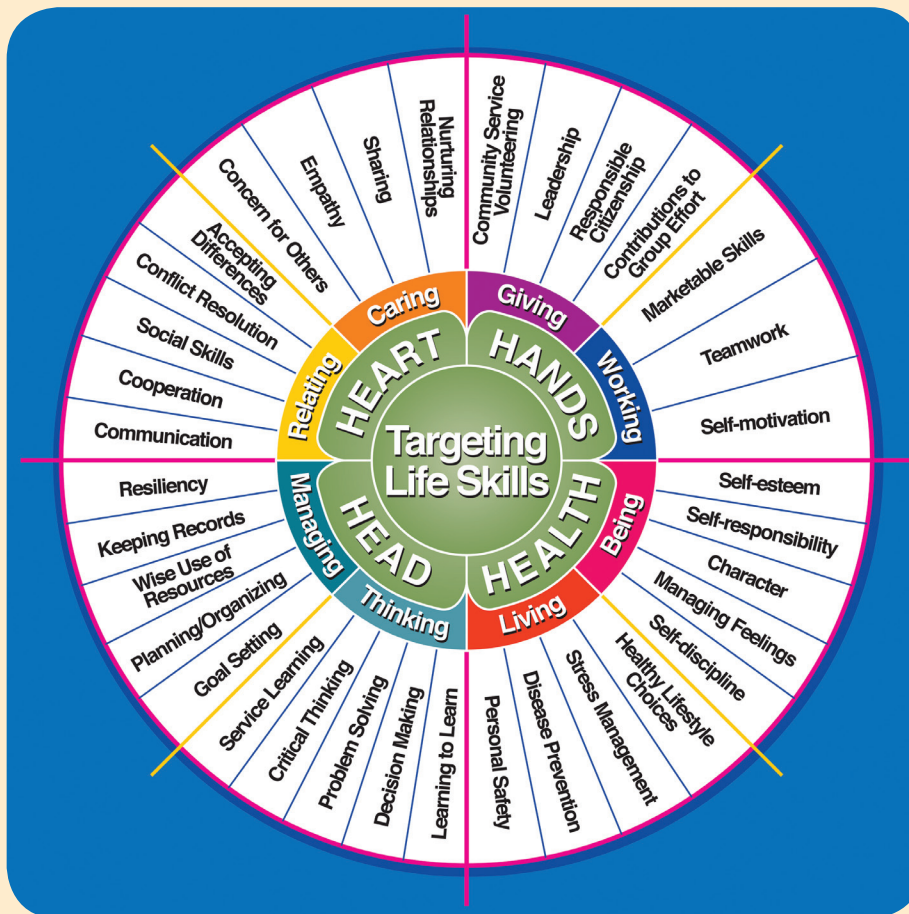 Targeting
Life Skills
HEART
HANDS
HEALTH
HEAD
Caring
Giving
Working
Being
Living
Thinking
Managing
Relating
Community Service
Volunteering
Leadership
Responsible
Citizenship
Contributions to
Group Effort
Marketable Skills
Teamwork
Self-motivation
Self-esteem
Self-responsibility
Character
Managing Feelings
Self-discipline
Healthy Lifestyle
Choices
Stress Management
Disease Prevention
Personal Safety
Learning to Learn
Decision Making
Problem Solving
Critical Thinking
Service Learning
Goal Setting
Planning/Organizing
Wise Use of
Resources
Keeping Records
Resiliency
Communication
Cooperation
Social Skills
Conflict Resolution
Accepting
Differences
Concern for Others
Empathy
Sharing
Nurturing
Relationships